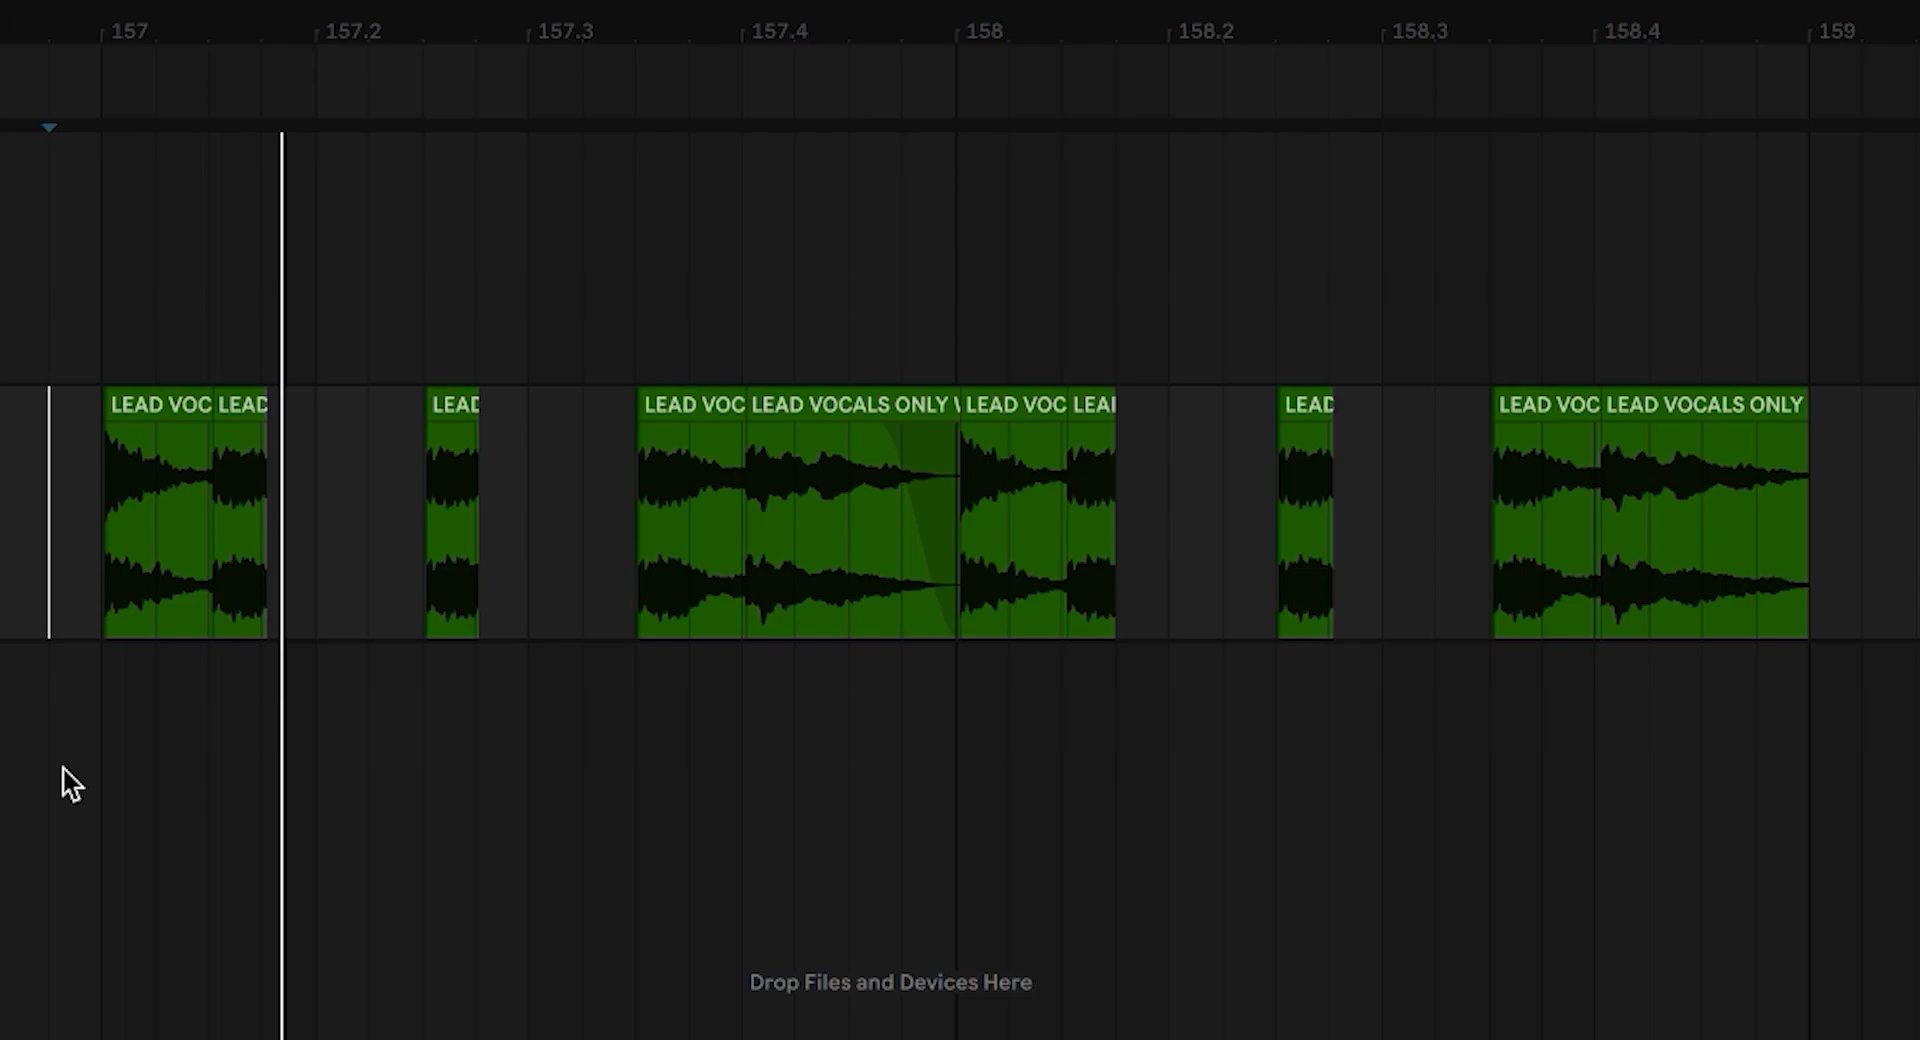 157 157.2 157.3 157.4 158 158.2 158.3 158.4 159
LEAD VOC LEAD LEAD LEAD VOC LEAD VOCALS ONLY LEAD VOC LEAD LEAD LEAD VOC LEAD VOCALS ONLY
Drop Files and Devices Here